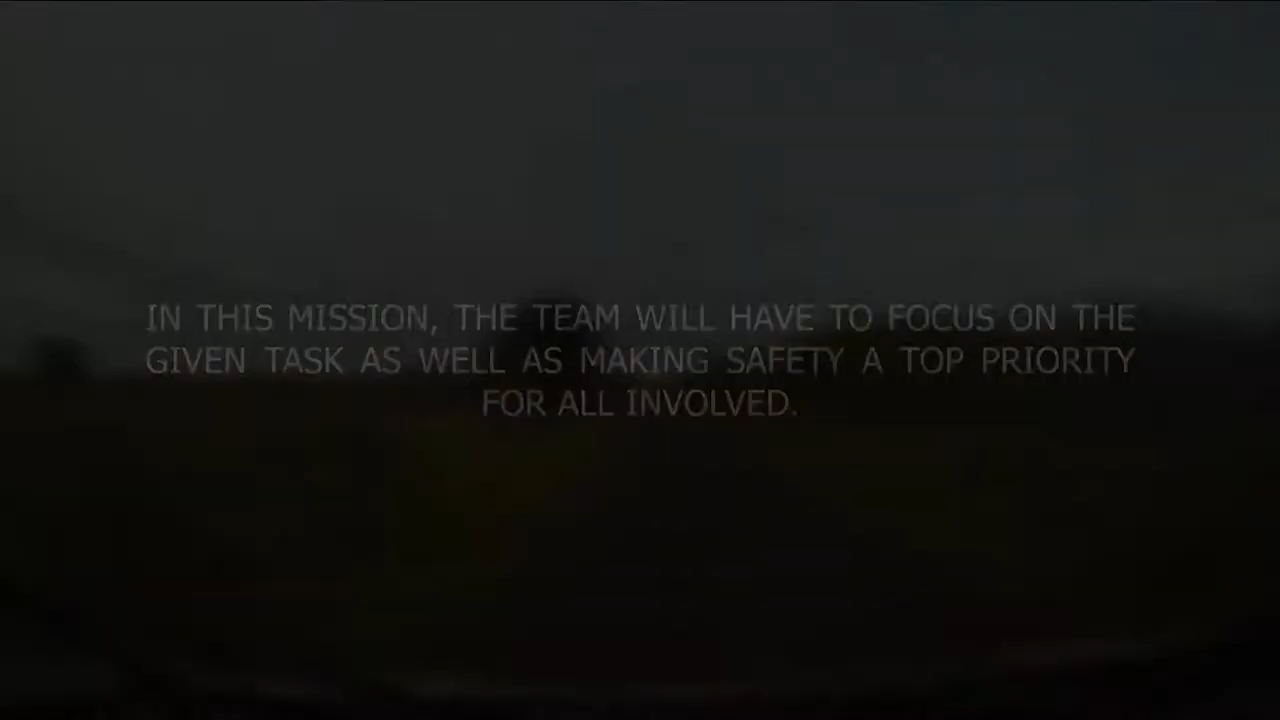 IN THIS MISSION, THE TEAM WILL HAVE TO FOCUS ON THE
GIVEN TASK AS WELL AS MAKING SAFETY A TOP PRIORITY
FOR ALL INVOLVED.